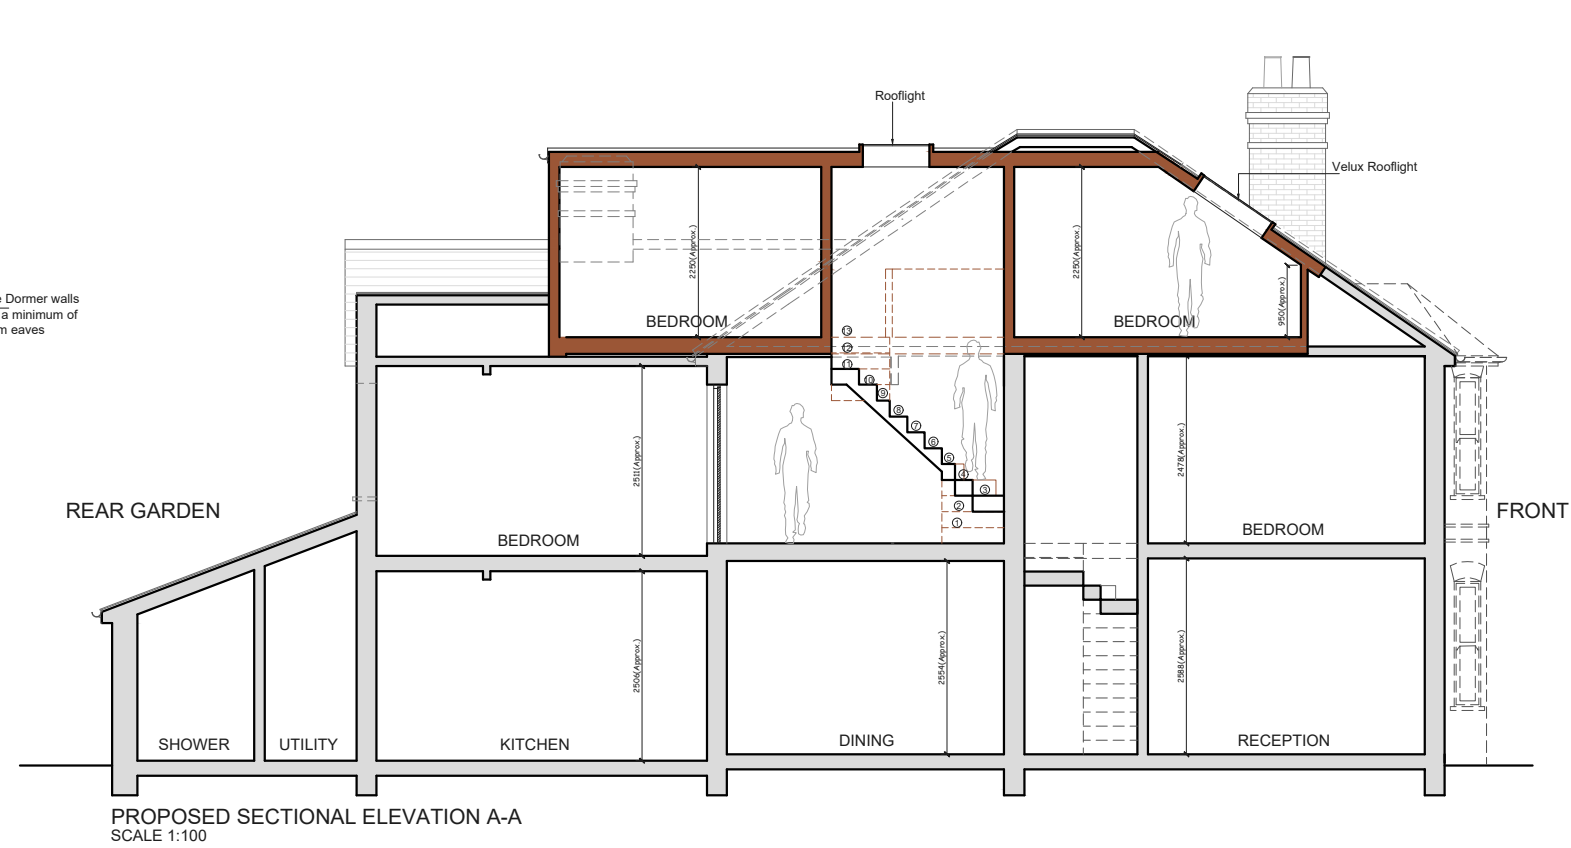 Rooflight
Velux Rooflight
2250(Approx.)
2250(Approx.)
950(Approx.)
Dormer walls
a minimum of
eaves
BEDROOM
BEDROOM
13
12
11
10
9
8
7
6
5
4
3
2
1
2511(Approx.)
2478(Approx.)
REAR GARDEN
FRONT
BEDROOM
BEDROOM
2506(Approx.)
2554(Approx.)
2588(Approx.)
SHOWER
UTILITY
KITCHEN
DINING
RECEPTION
PROPOSED SECTIONAL ELEVATION A-A
SCALE 1:100